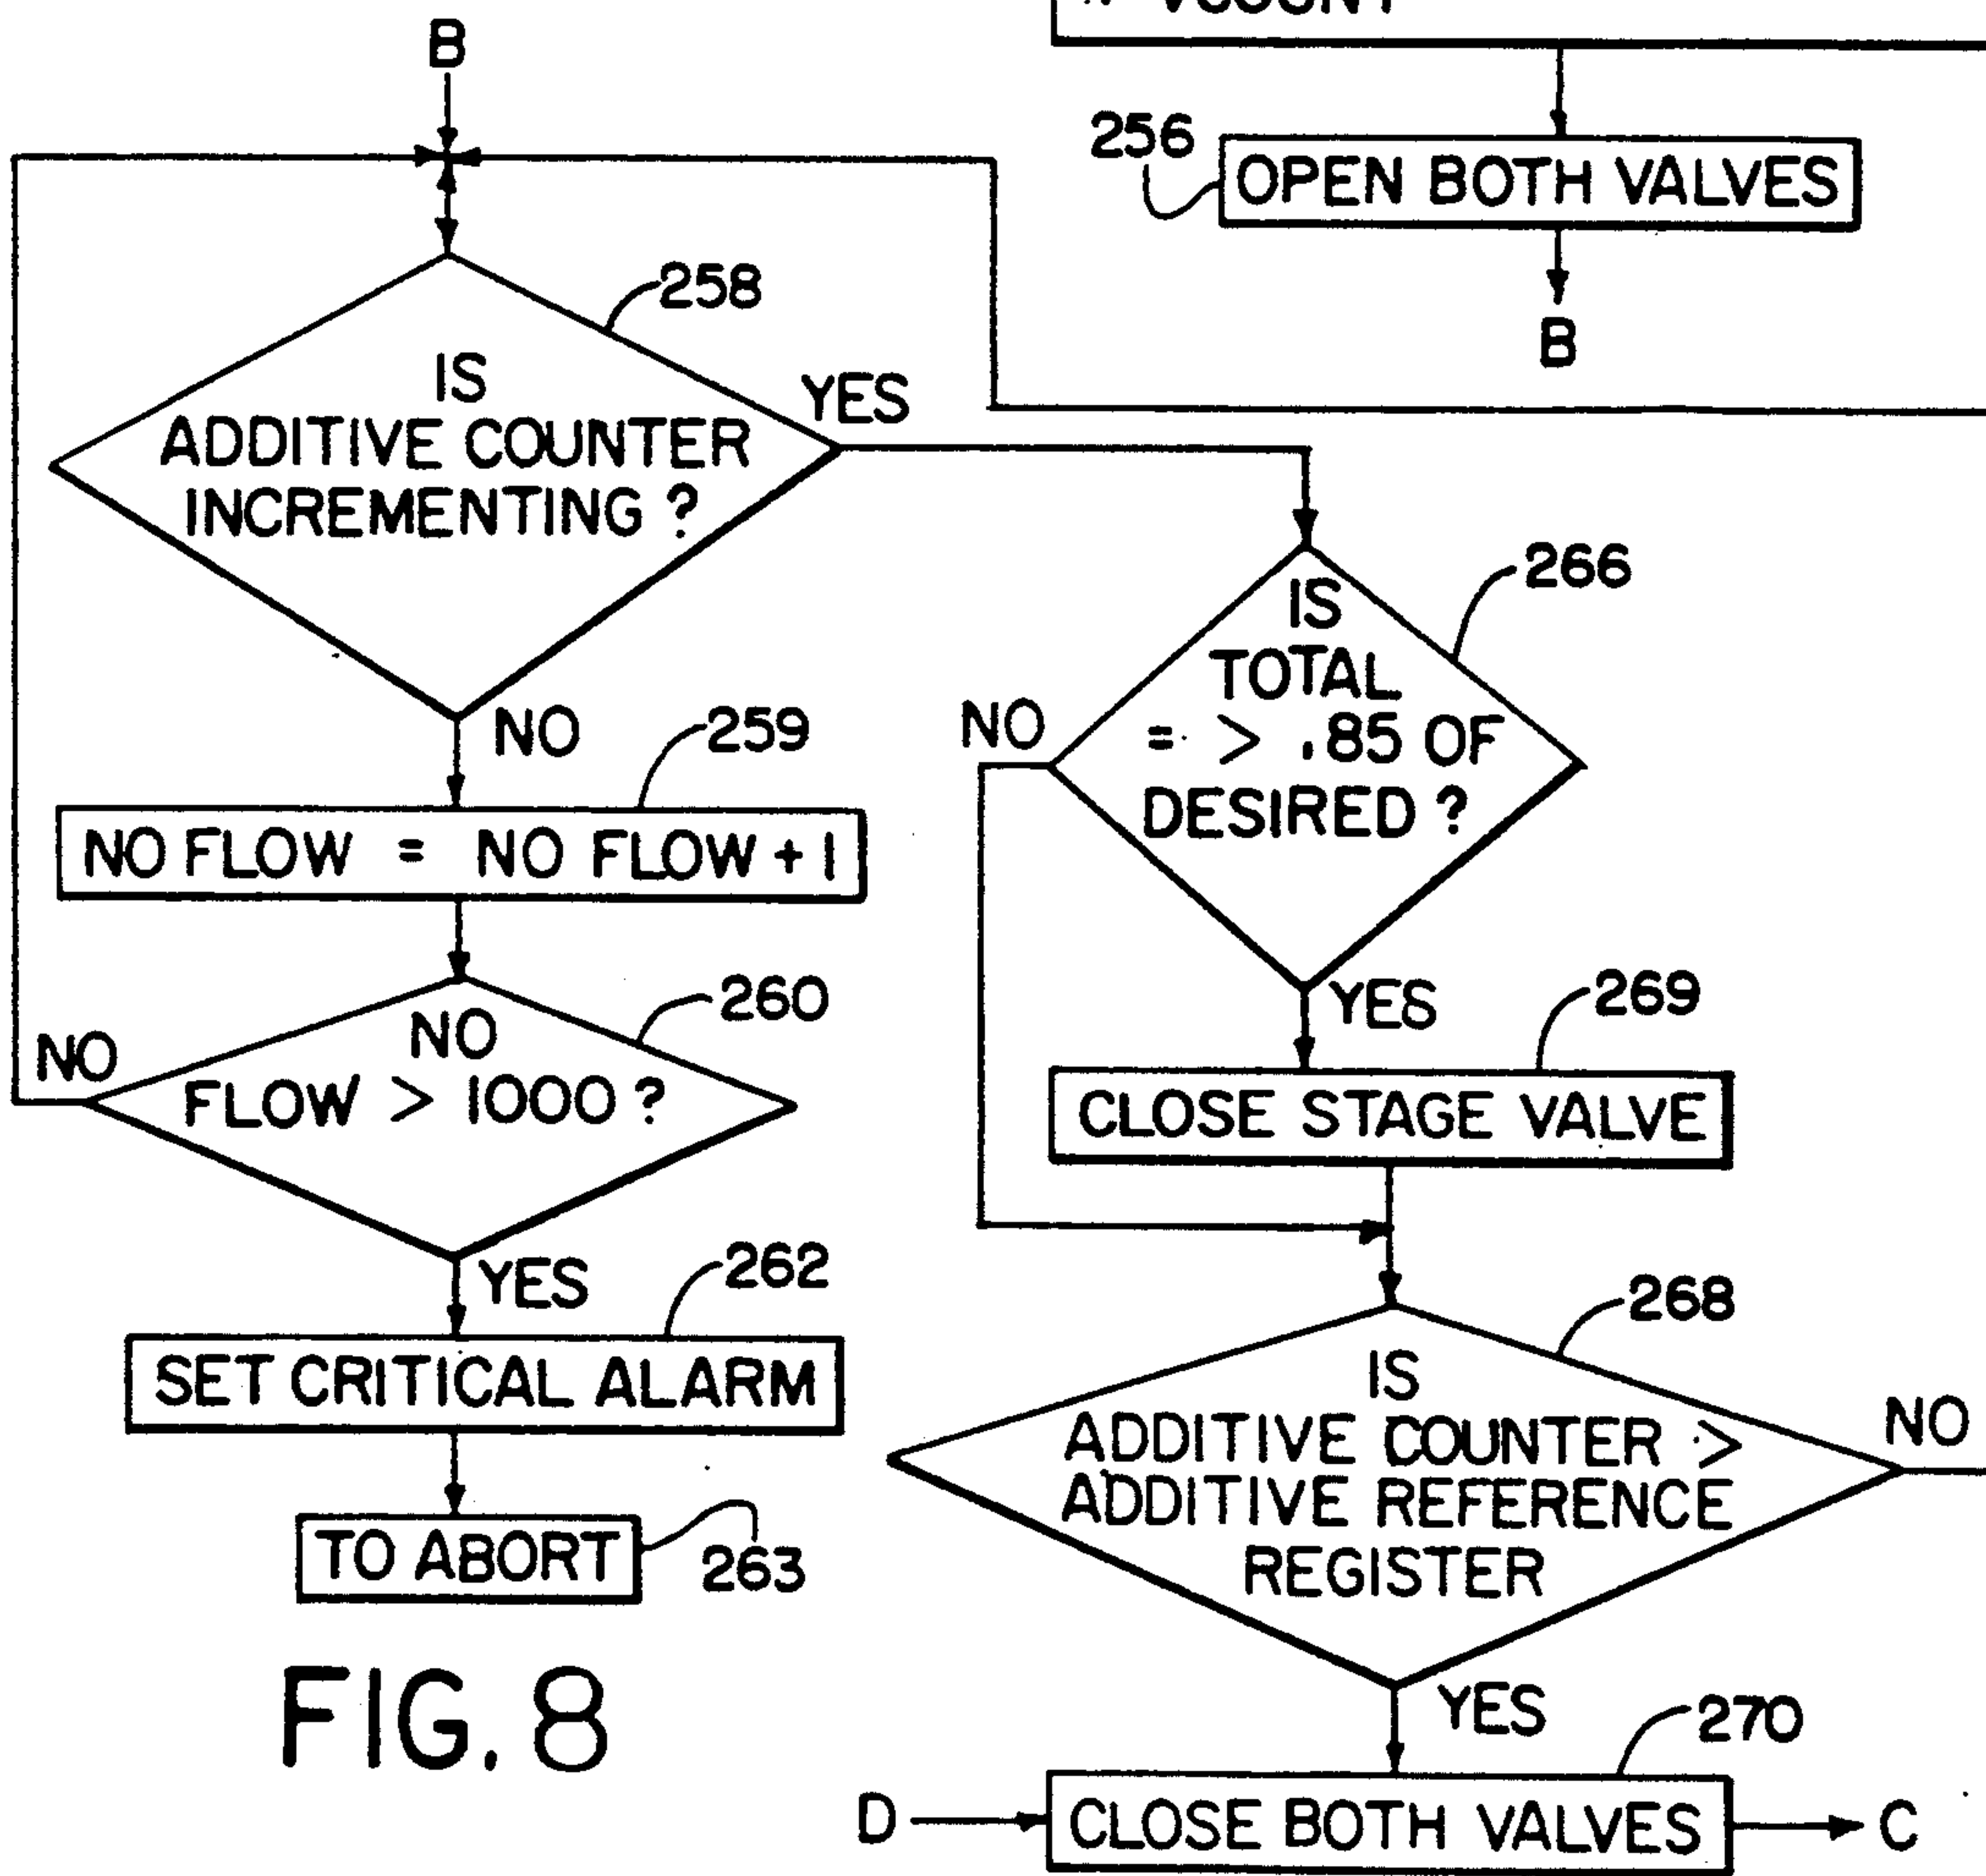 B
256
OPEN BOTH VALVES
B
258
IS
ADDITIVE COUNTER
INCREMENTING ?
YES
NO
259
NO FLOW = NO FLOW + 1
260
NO
FLOW > 1000 ?
NO
YES
262
SET CRITICAL ALARM
TO ABORT
263
266
IS
TOTAL
= > .85 OF
DESIRED ?
NO
YES
269
CLOSE STAGE VALVE
268
IS
ADDITIVE COUNTER >
ADDITIVE REFERENCE
REGISTER
NO
YES
270
D
CLOSE BOTH VALVES
C
FIG. 8